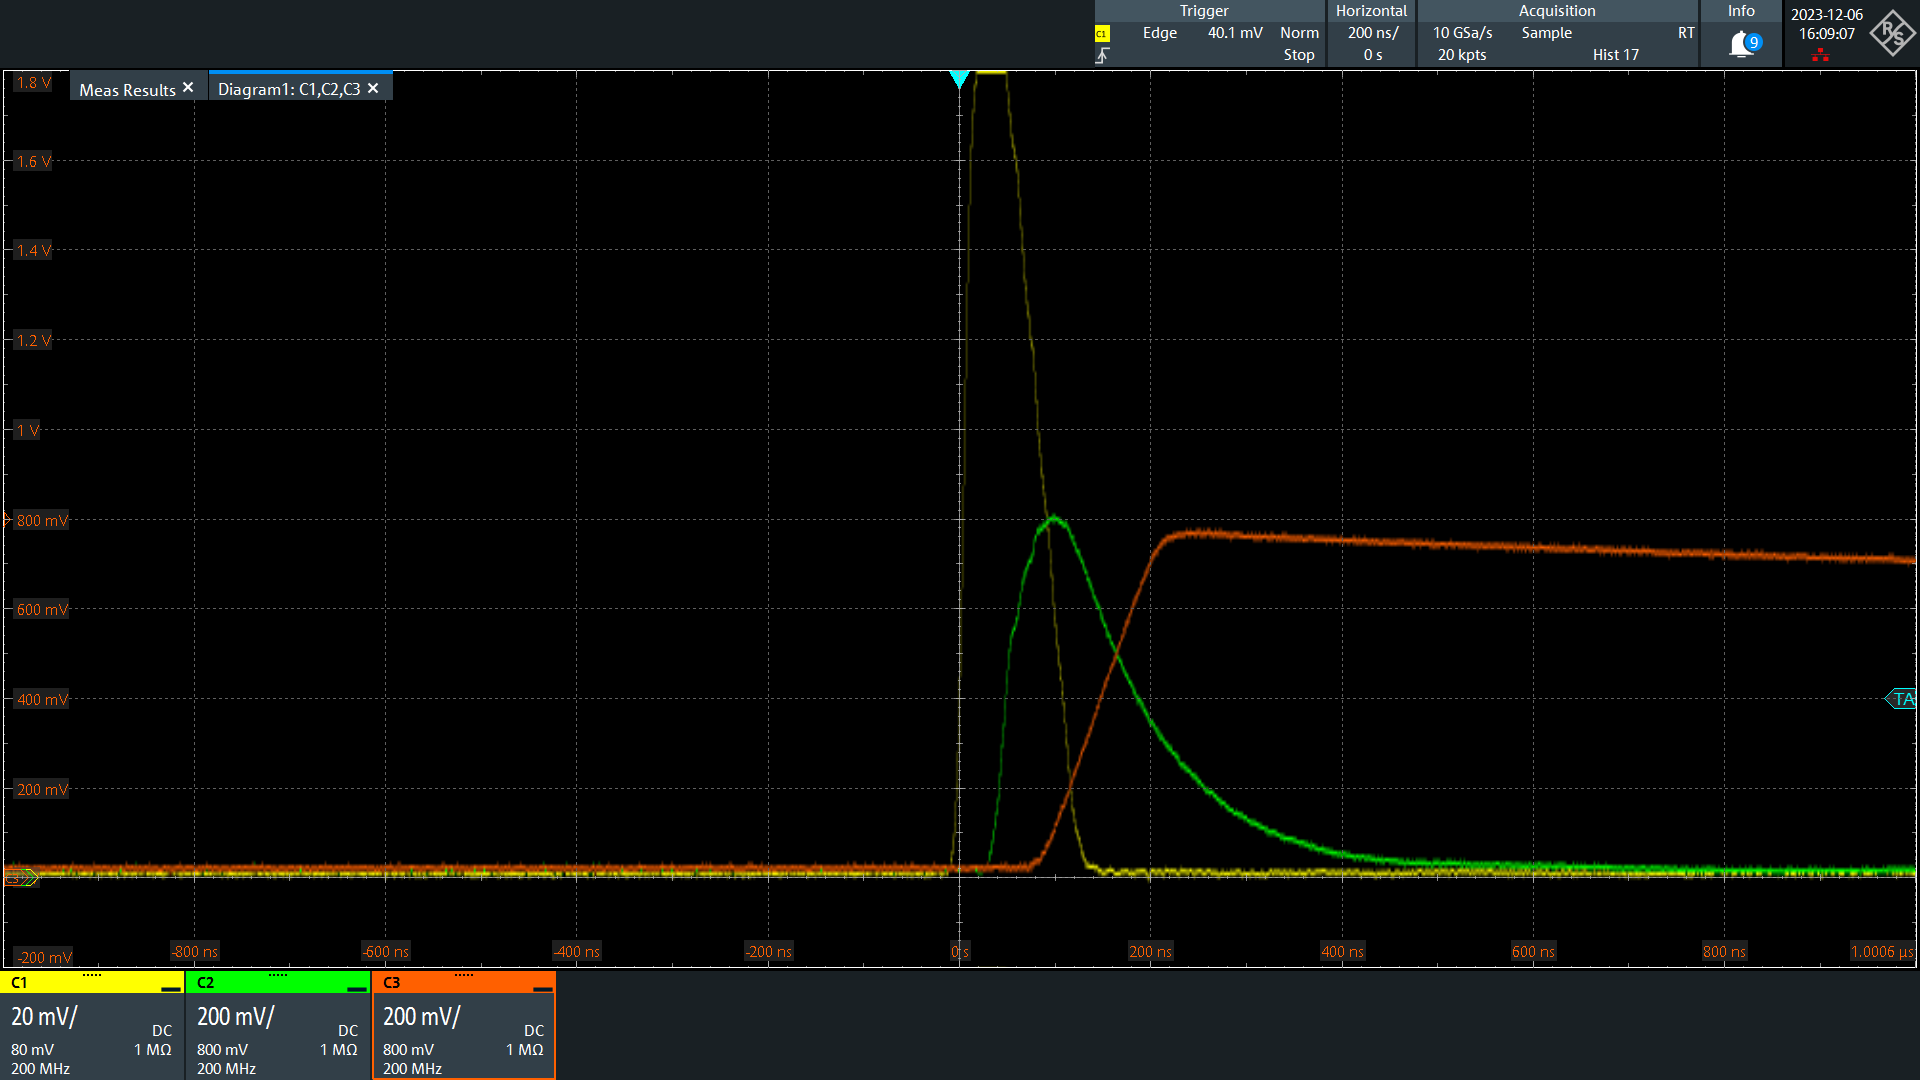 Trigger
Horizontal
Acquisition
Info
C1
Edge
40.1 mV
Norm
Stop
200 ns/
0 s
10 GSa/s
Sample
RT
20 kpts
Hist 17
9
2023-12-06
16:09:07
R S
Meas Results ×
Diagram1: C1,C2,C3 ×
1.8 V
1.6 V
1.4 V
1.2 V
1 V
800 mV
600 mV
400 mV
TA
200 mV
C3
-200 mV
-800 ns
-600 ns
-400 ns
-200 ns
0 s
200 ns
400 ns
600 ns
800 ns
1.0006 µs
C1
20 mV/
DC
80 mV
1 MΩ
200 MHz
C2
200 mV/
DC
800 mV
1 MΩ
200 MHz
C3
200 mV/
DC
800 mV
1 MΩ
200 MHz